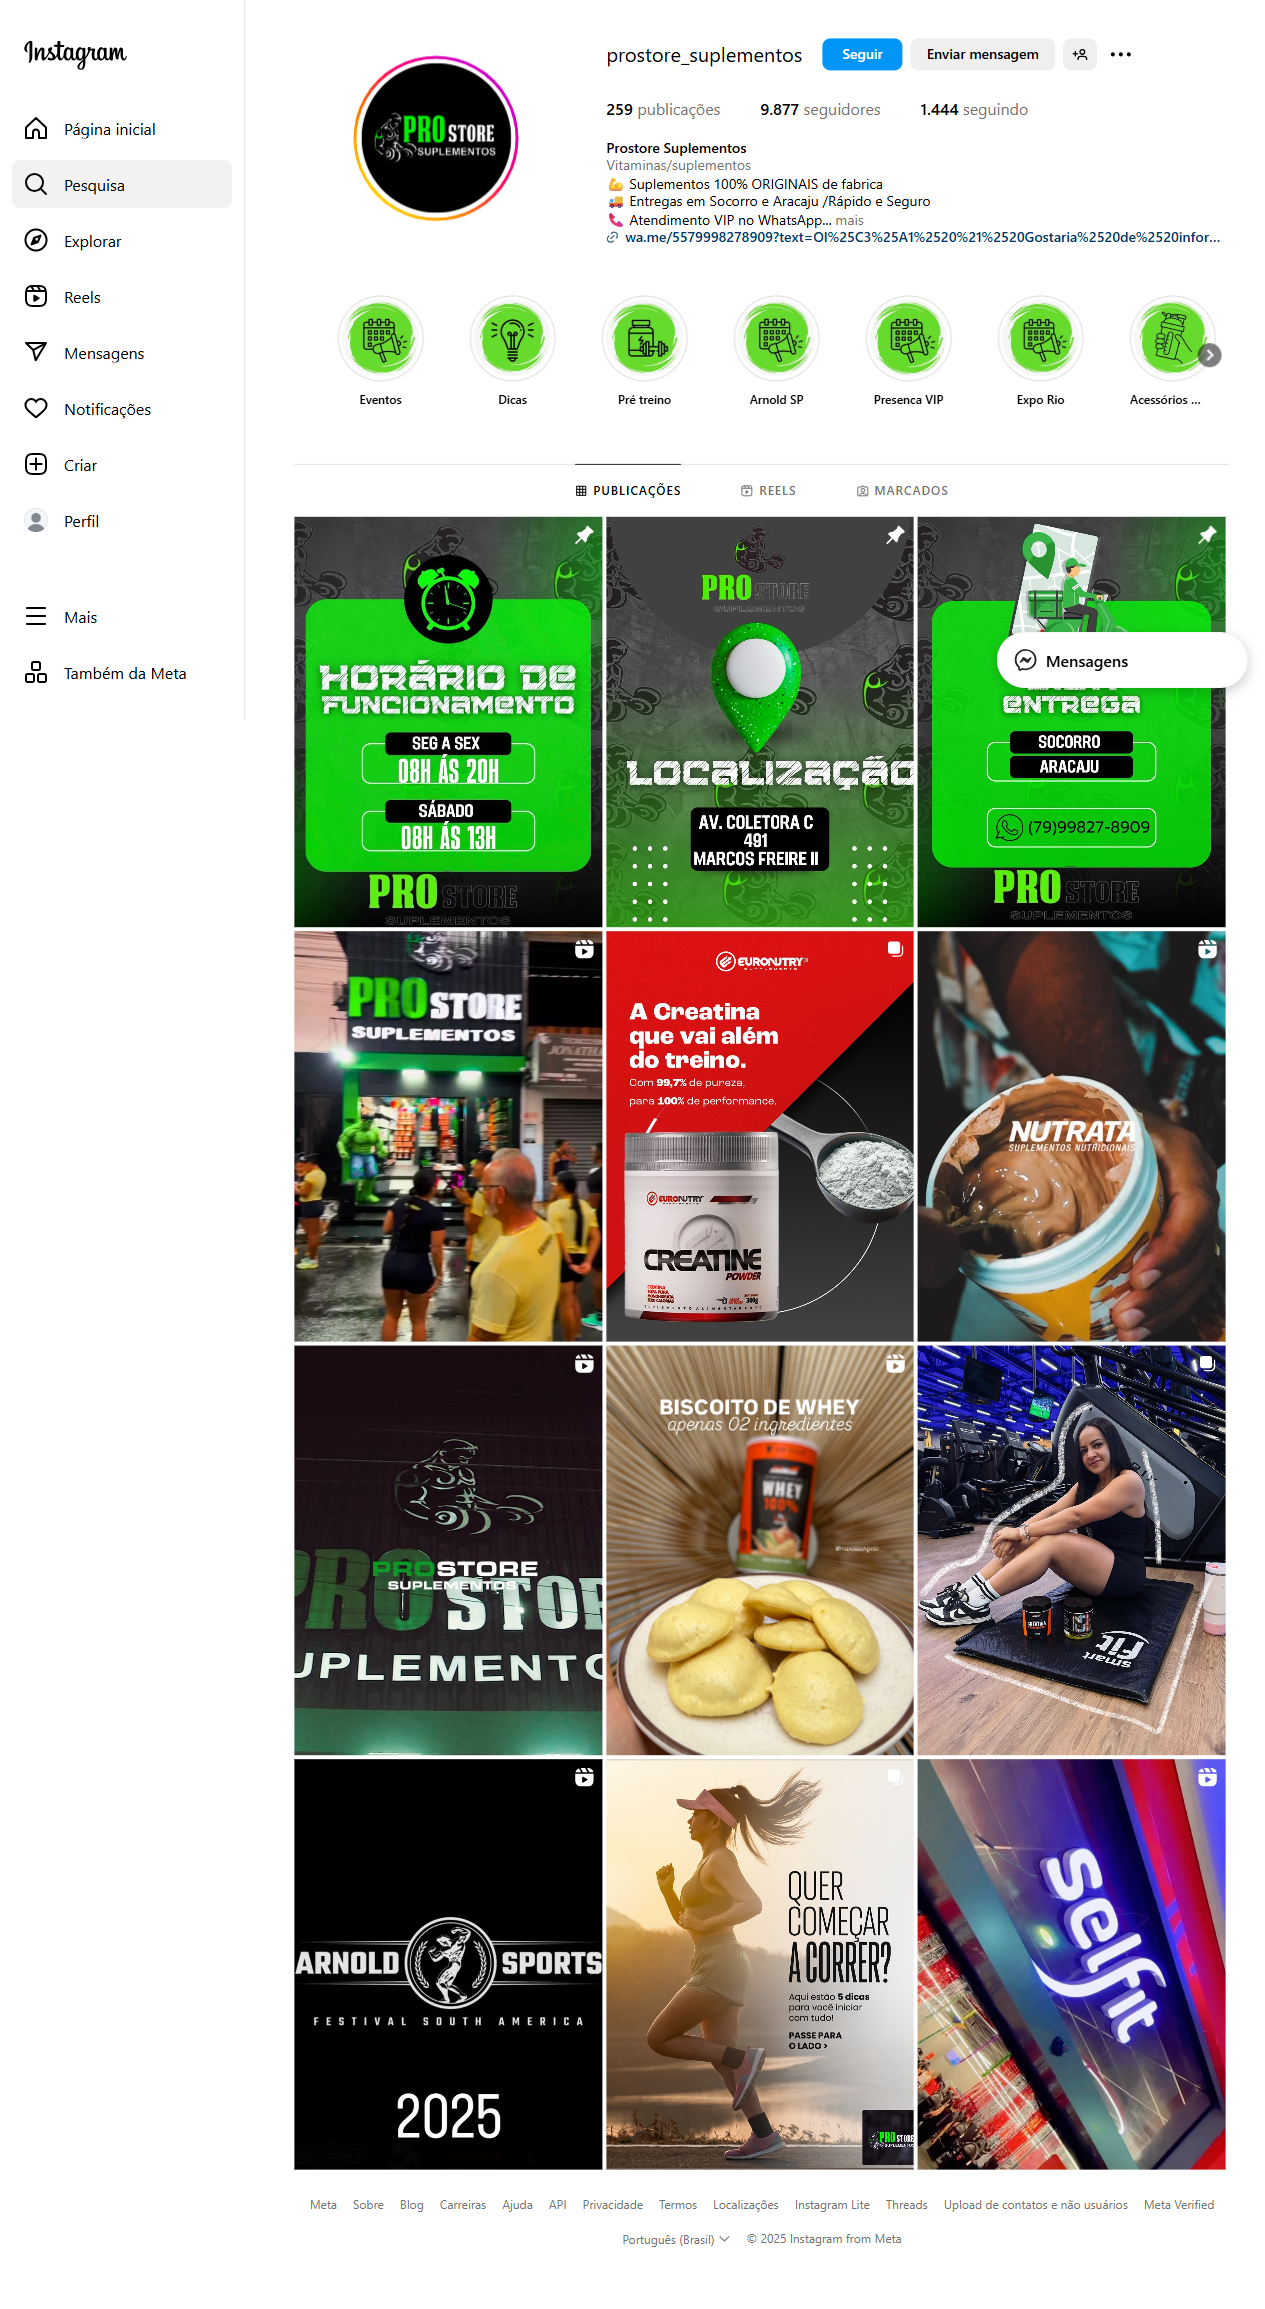 Instagram
Página inicial
Pesquisa
Explorar
Reels
Mensagens
Notificações
Criar
Perfil
Mais
Também da Meta
prostore_suplementos
Seguir
Enviar mensagem
259 publicações
9.877 seguidores
1.444 seguindo
Prostore Suplementos
Vitaminas/suplementos
💪 Suplementos 100% ORIGINAIS de fabrica
🚚 Entregas em Socorro e Aracaju /Rápido e Seguro
📞 Atendimento VIP no WhatsApp... mais
wa.me/5579998278909?text=Ol%25C3%25A1%2520%21%2520Gostaria%2520de%2520infor...
PRO STORE
SUPLEMENTOS
Eventos
Dicas
Pré treino
Arnold SP
Presenca VIP
Expo Rio
Acessórios ...
PUBLICAÇÕES
REELS
MARCADOS
HORÁRIO DE
FUNCIONAMENTO
SEG A SEX
08H ÁS 20H
SÁBADO
08H ÁS 13H
PRO STORE
SUPLEMENTOS
PRO STORE
SUPLEMENTOS
LOCALIZAÇÃO
AV. COLETORA C
491
MARCOS FREIRE II
Mensagens
ENTREGA
SOCORRO
ARACAJU
(79)99827-8909
PRO STORE
SUPLEMENTOS
PRO STORE
SUPLEMENTOS
EURONUTRY
A Creatina
que vai além
do treino.
Com 99,7% de pureza,
para 100% de performance.
EURONUTRY
CREATINE
POWDER
300g
NUTRATA
SUPLEMENTOS NUTRICIONAIS
PROSTORE
SUPLEMENTOS
PRO STOR
UPLEMENTO
BISCOITO DE WHEY
apenas 02 ingredientes
WHEY
100%
smart
fit
ARNOLD SPORTS
FESTIVAL SOUTH AMERICA
2025
QUER
COMEÇAR
A CORRER?
Aqui estão 5 dicas
para você iniciar
com tudo!
PASSE PARA
O LADO >
PRO STORE
SUPLEMENTOS
selfit
Meta
Sobre
Blog
Carreiras
Ajuda
API
Privacidade
Termos
Localizações
Instagram Lite
Threads
Upload de contatos e não usuários
Meta Verified
Português (Brasil)
© 2025 Instagram from Meta